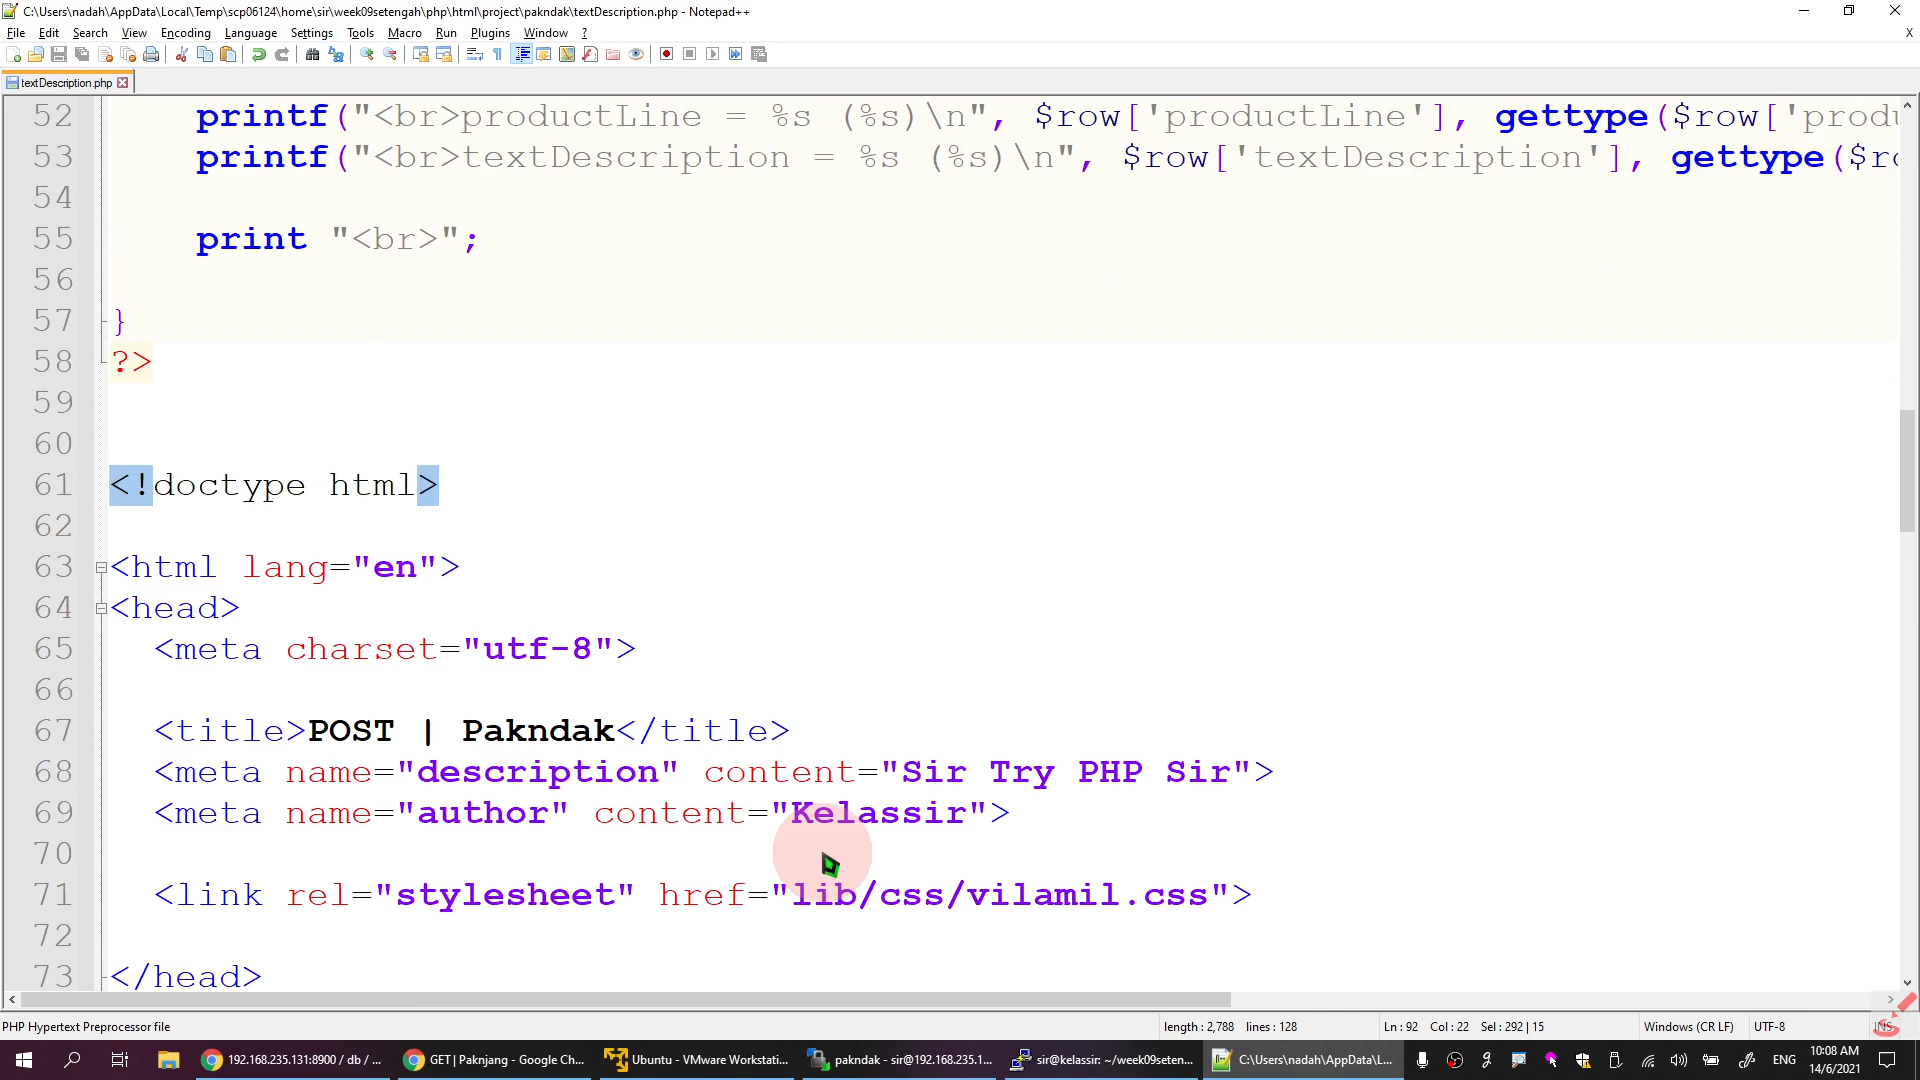 C:\Users\nadah\AppData\Local\Temp\scp06124\home\sir\week09setengah\php\html\project\pakndak\textDescription.php - Notepad++
File Edit Search View Encoding Language Settings Tools Macro Run Plugins Window ? X
textDescription.php
52 printf("<br>productLine = %s (%s)\n", $row['productLine'], gettype($row['produ
53 printf("<br>textDescription = %s (%s)\n", $row['textDescription'], gettype($ro
54
55 print "<br>";
56
57 }
58 ?>
59
60
61 <!doctype html>
62
63 <html lang="en">
64 <head>
65 <meta charset="utf-8">
66
67 <title>POST | Pakndak</title>
68 <meta name="description" content="Sir Try PHP Sir">
69 <meta name="author" content="Kelassir">
70
71 <link rel="stylesheet" href="lib/css/vilamil.css">
72
73 </head>
PHP Hypertext Preprocessor file length : 2,788 lines : 128 Ln : 92 Col : 22 Sel : 292 | 15 Windows (CR LF) UTF-8 INS
192.168.235.131:8900 / db / ... GET | Paknjang - Google Ch... Ubuntu - VMware Workstati... pakndak - sir@192.168.235.1... sir@kelassir: ~/week09seten... C:\Users\nadah\AppData\L... ENG 10:08 AM
14/6/2021